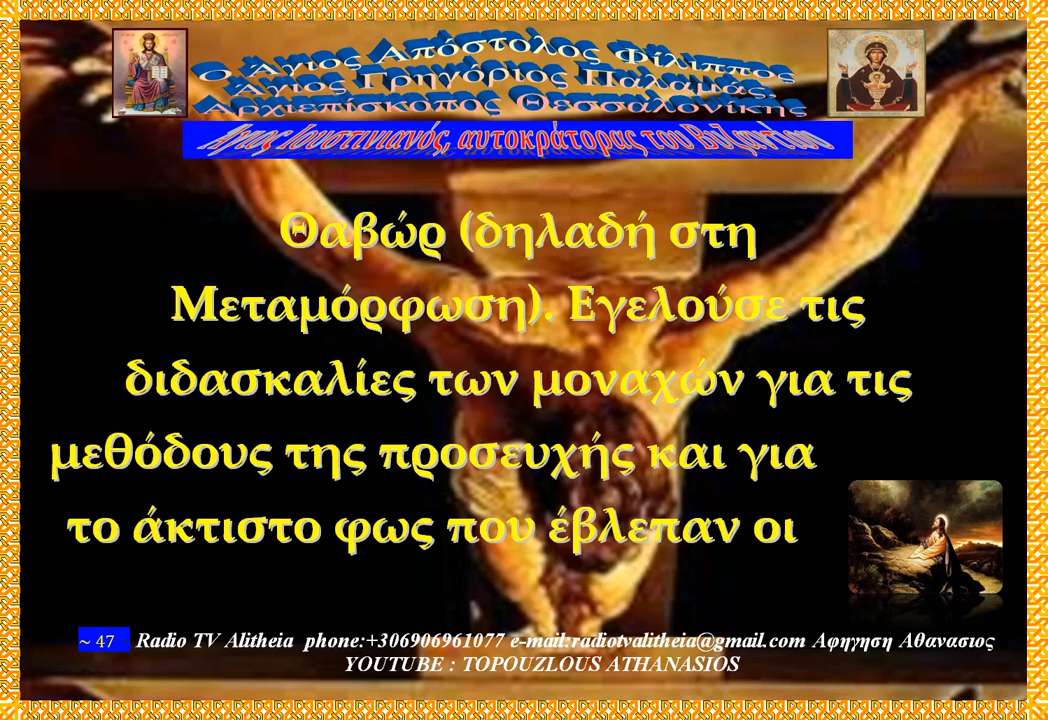 Ο Άγιος Απόστολος Φίλιππος
Άγιος Γρηγόριος Παλαμάς,
Αρχιεπίσκοπος Θεσσαλονίκης
Άγιος Ιουστινιανός, αυτοκράτορας του Βυζαντίου
Θαβώρ (δηλαδή στη
Μεταμόρφωση). Εγελούσε τις
διδασκαλίες των μοναχών για τις
μεθόδους της προσευχής και για
το άκτιστο φως που έβλεπαν οι
~ 47 Radio TV Alitheia phone:+306906961077 e-mail:radiotvalitheia@gmail.com Αφηγηση Αθανασιος
YOUTUBE : TOPOUZLOUS ATHANASIOS